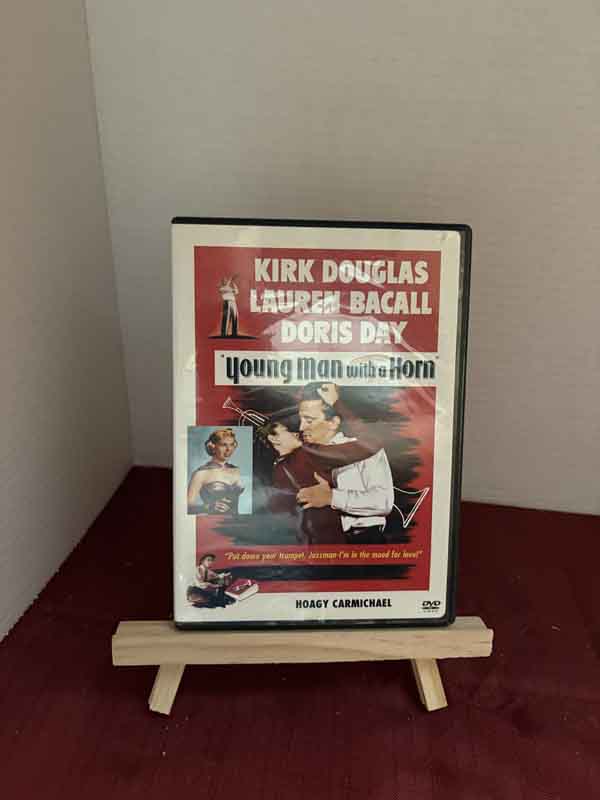 KIRK DOUGLAS
LAUREN BACALL
DORIS DAY
"Young Man with a Horn"
"Put down your trumpet, Jazzman-I'm in the mood for love!"
HOAGY CARMICHAEL
DVD